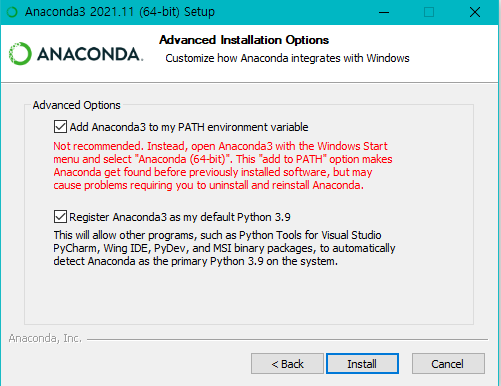 Anaconda3 2021.11 (64-bit) Setup
ANACONDA.
Advanced Installation Options
Customize how Anaconda integrates with Windows
Advanced Options
Add Anaconda3 to my PATH environment variable
Not recommended. Instead, open Anaconda3 with the Windows Start
menu and select "Anaconda (64-bit)". This "add to PATH" option makes
Anaconda get found before previously installed software, but may
cause problems requiring you to uninstall and reinstall Anaconda.
Register Anaconda3 as my default Python 3.9
This will allow other programs, such as Python Tools for Visual Studio
PyCharm, Wing IDE, PyDev, and MSI binary packages, to automatically
detect Anaconda as the primary Python 3.9 on the system.
Anaconda, Inc.
< Back
Install
Cancel